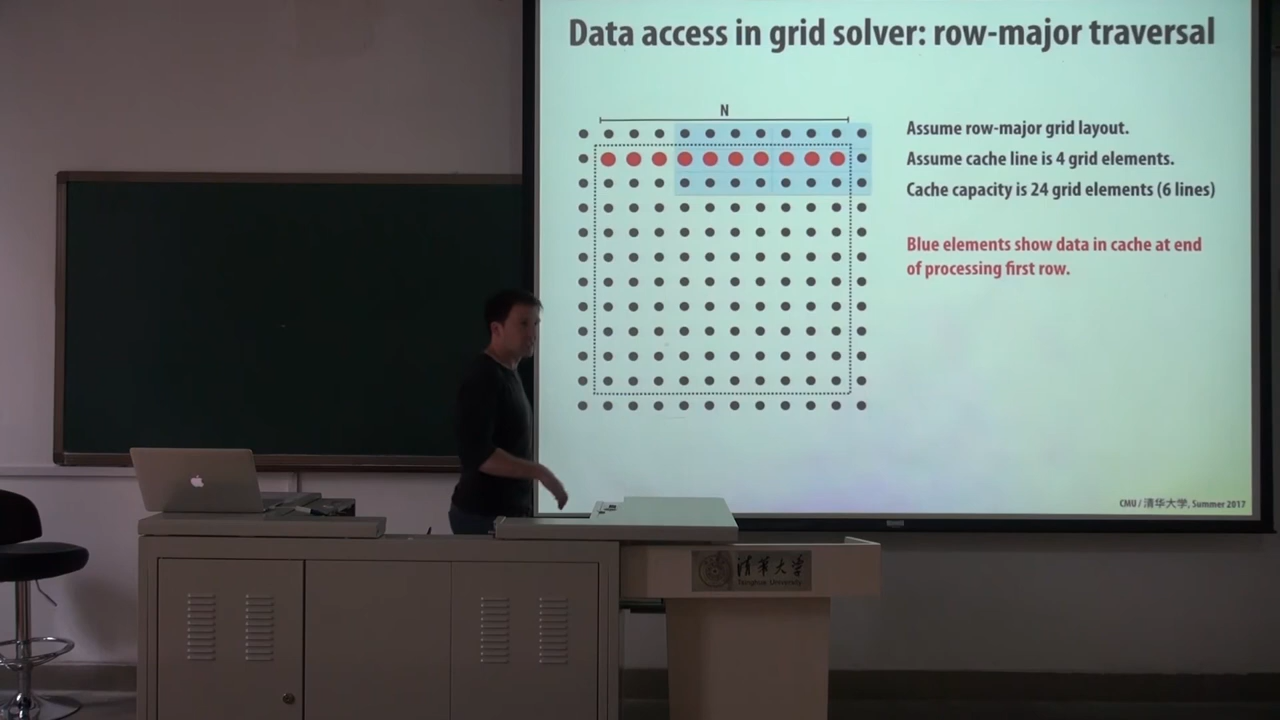 Data access in grid solver: row-major traversal
N
Assume row-major grid layout.
Assume cache line is 4 grid elements.
Cache capacity is 24 grid elements (6 lines)
Blue elements show data in cache at end
of processing first row.
CMU / 清华大学, Summer 2017
清华大学
Tsinghua University